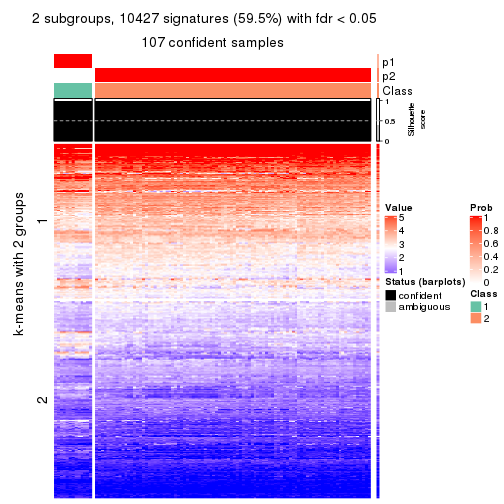 2 subgroups, 10427 signatures (59.5%) with fdr < 0.05
107 confident samples
p1
p2
Class
1
0.5
0
Silhouette
score
k-means with 2 groups
1
2
Value
5
4
3
2
1
Prob
1
0.8
0.6
0.4
0.2
0
Status (barplots)
confident
ambiguous
Class
1
2